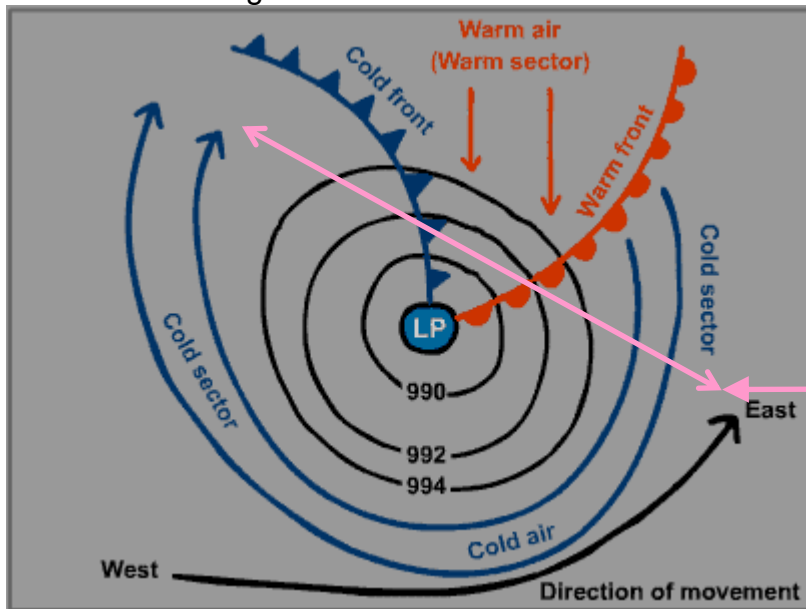 Warm air
(Warm sector)
Cold front
Warm front
Cold sector
LP
990
992
994
Cold sector
Cold air
East
West
Direction of movement